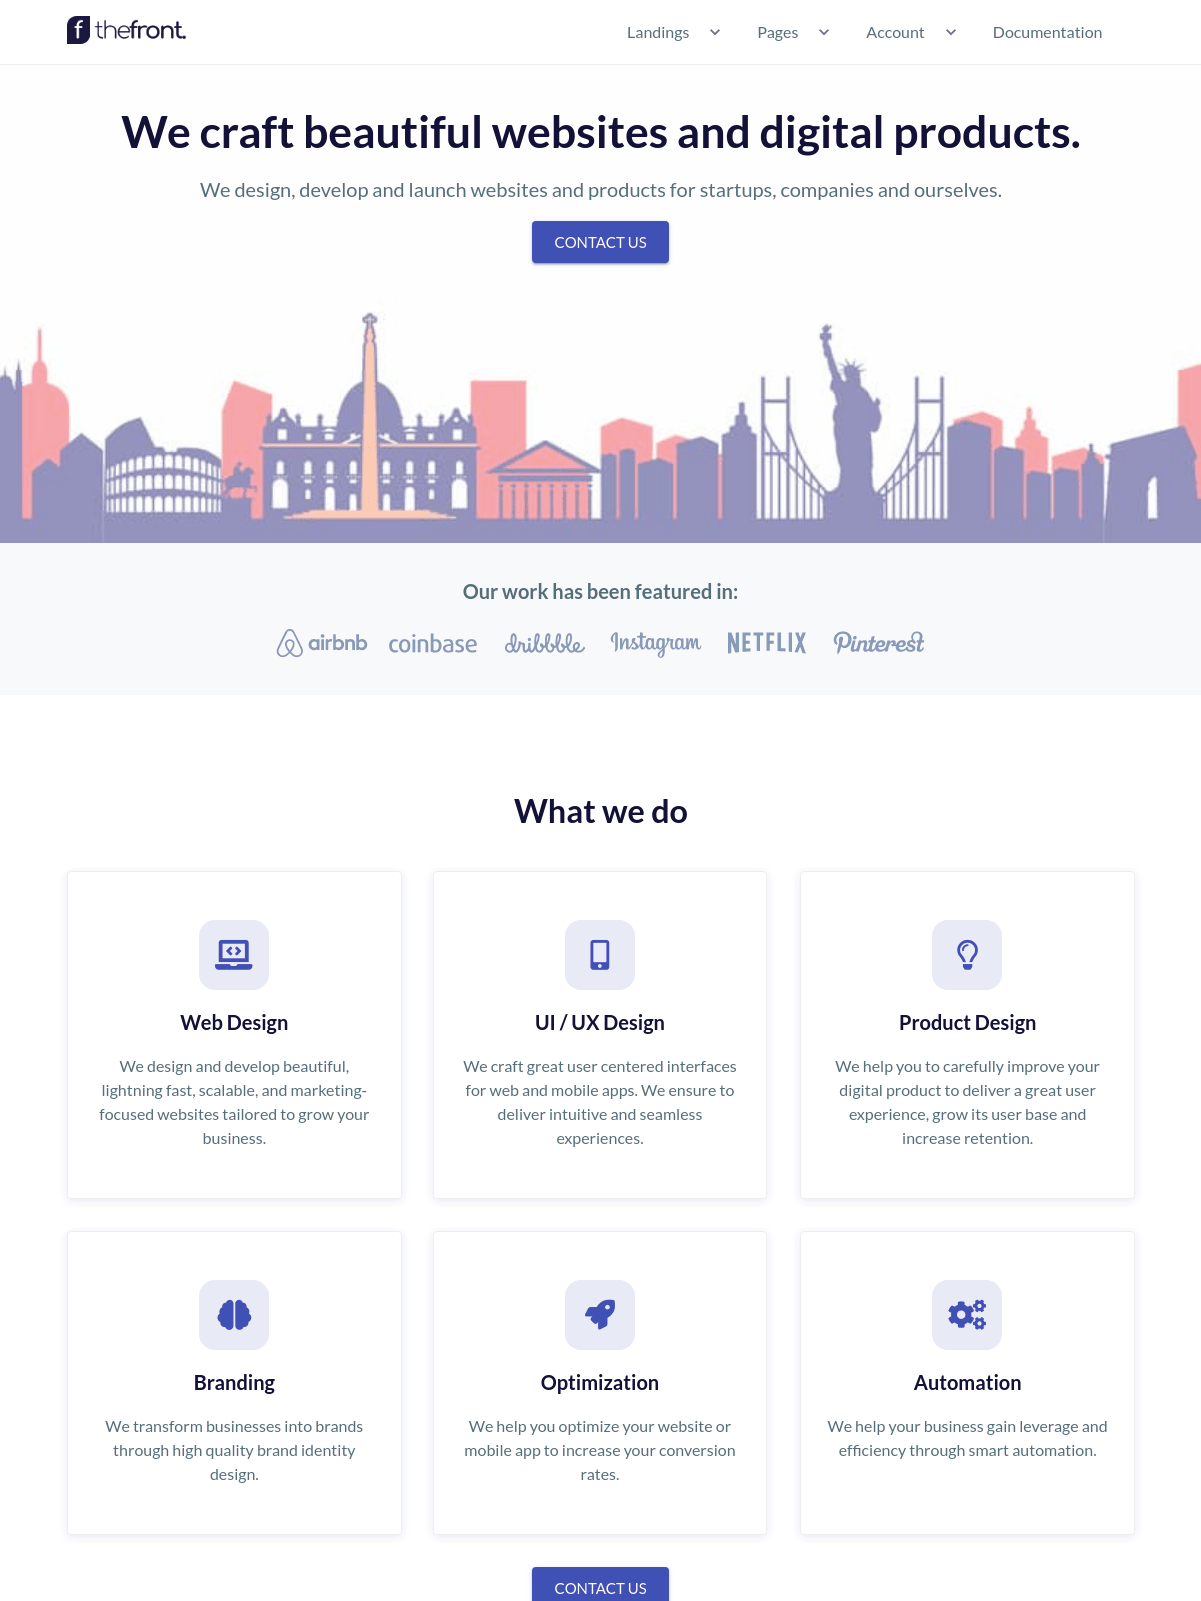 f thefront.
Landings Pages Account Documentation
We craft beautiful websites and digital products.
We design, develop and launch websites and products for startups, companies and ourselves.
CONTACT US
Our work has been featured in:
airbnb coinbase dribbble Instagram NETFLIX Pinterest
What we do
Web Design
We design and develop beautiful,
lightning fast, scalable, and marketing-
focused websites tailored to grow your
business.
UI / UX Design
We craft great user centered interfaces
for web and mobile apps. We ensure to
deliver intuitive and seamless
experiences.
Product Design
We help you to carefully improve your
digital product to deliver a great user
experience, grow its user base and
increase retention.
Branding
We transform businesses into brands
through high quality brand identity
design.
Optimization
We help you optimize your website or
mobile app to increase your conversion
rates.
Automation
We help your business gain leverage and
efficiency through smart automation.
CONTACT US